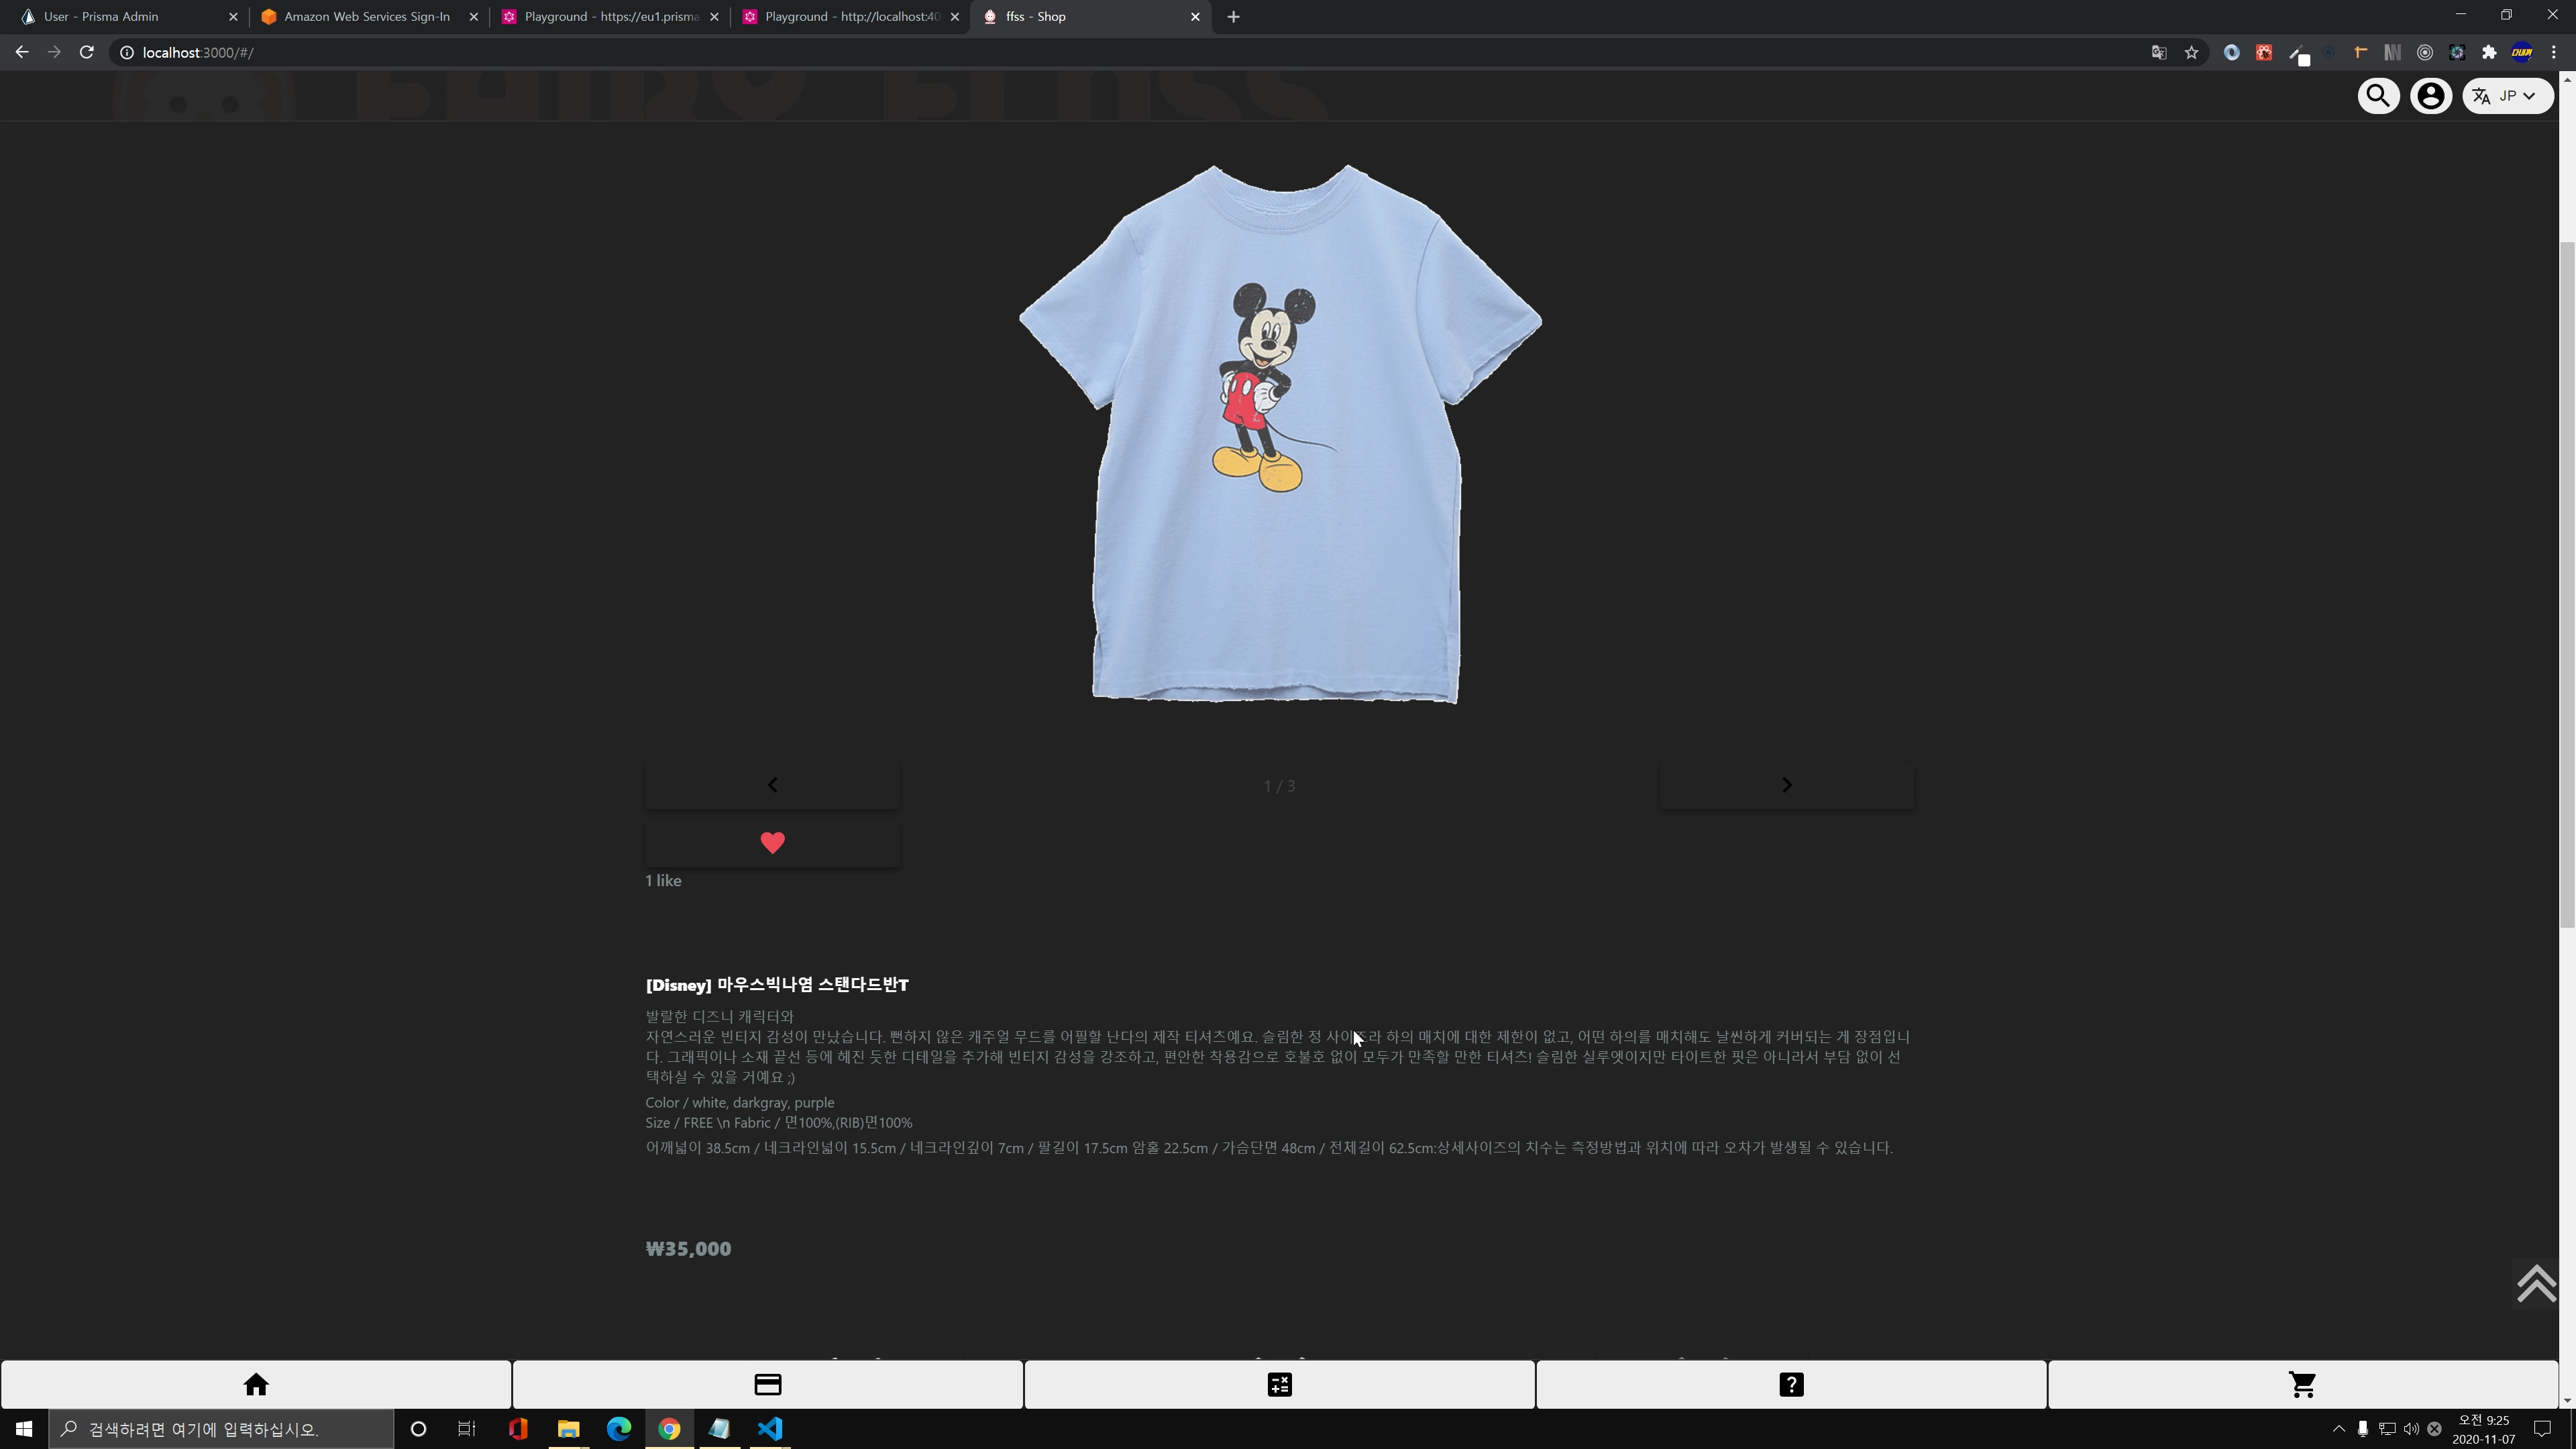 User - Prisma Admin
Amazon Web Services Sign-In
Playground - https://eu1.prisma
Playground - http://localhost:40
ffss - Shop
localhost:3000/#/
FAIRY FLOSS
JP
1 / 3
1 like
[Disney] 마우스빅나염 스탠다드반T
발랄한 디즈니 캐릭터와
자연스러운 빈티지 감성이 만났습니다. 뻔하지 않은 캐주얼 무드를 어필할 난다의 제작 티셔츠예요. 슬림한 정 사이즈라 하의 매치에 대한 제한이 없고, 어떤 하의를 매치해도 날씬하게 커버되는 게 장점입니
다. 그래픽이나 소재 끝선 등에 헤진 듯한 디테일을 추가해 빈티지 감성을 강조하고, 편안한 착용감으로 호불호 없이 모두가 만족할 만한 티셔츠! 슬림한 실루엣이지만 타이트한 핏은 아니라서 부담 없이 선
택하실 수 있을 거예요 ;)
Color / white, darkgray, purple
Size / FREE \n Fabric / 면100%,(RIB)면100%
어깨넓이 38.5cm / 네크라인넓이 15.5cm / 네크라인깊이 7cm / 팔길이 17.5cm 암홀 22.5cm / 가슴단면 48cm / 전체길이 62.5cm:상세사이즈의 치수는 측정방법과 위치에 따라 오차가 발생될 수 있습니다.
₩35,000
검색하려면 여기에 입력하십시오.
오전 9:25
2020-11-07